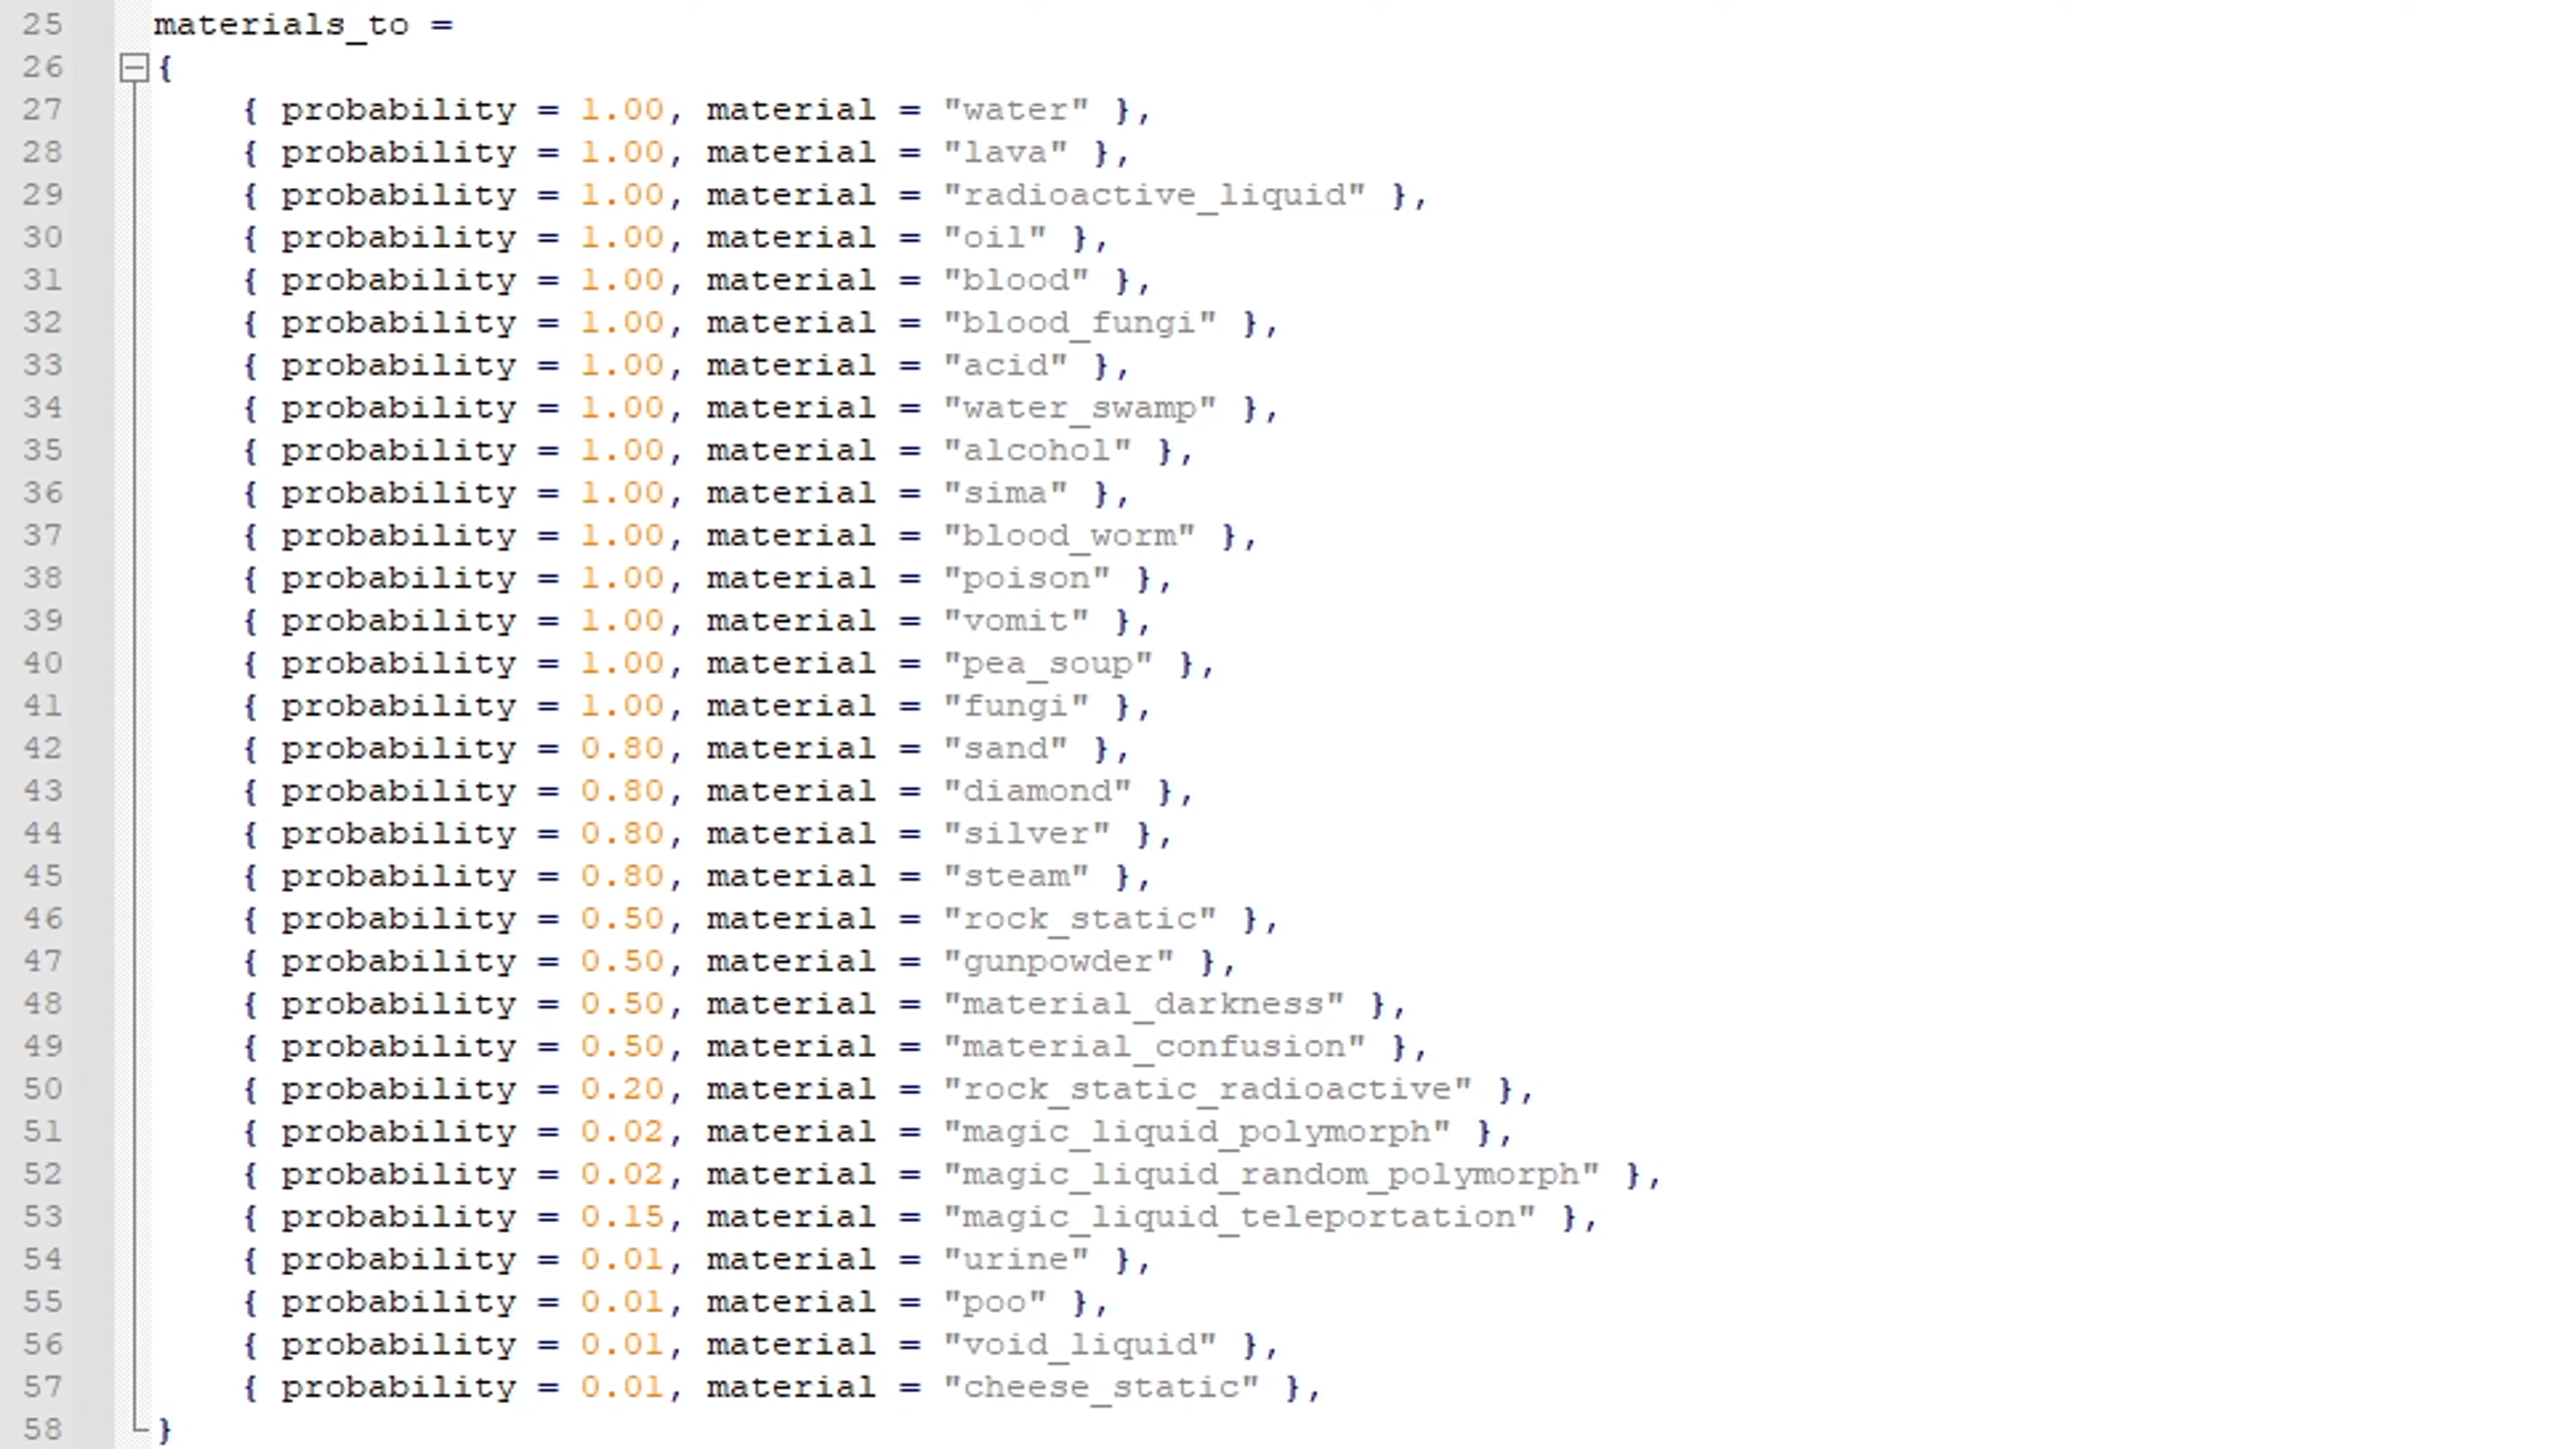 25 materials_to =
26 {
27 { probability = 1.00, material = "water" },
28 { probability = 1.00, material = "lava" },
29 { probability = 1.00, material = "radioactive_liquid" },
30 { probability = 1.00, material = "oil" },
31 { probability = 1.00, material = "blood" },
32 { probability = 1.00, material = "blood_fungi" },
33 { probability = 1.00, material = "acid" },
34 { probability = 1.00, material = "water_swamp" },
35 { probability = 1.00, material = "alcohol" },
36 { probability = 1.00, material = "sima" },
37 { probability = 1.00, material = "blood_worm" },
38 { probability = 1.00, material = "poison" },
39 { probability = 1.00, material = "vomit" },
40 { probability = 1.00, material = "pea_soup" },
41 { probability = 1.00, material = "fungi" },
42 { probability = 0.80, material = "sand" },
43 { probability = 0.80, material = "diamond" },
44 { probability = 0.80, material = "silver" },
45 { probability = 0.80, material = "steam" },
46 { probability = 0.50, material = "rock_static" },
47 { probability = 0.50, material = "gunpowder" },
48 { probability = 0.50, material = "material_darkness" },
49 { probability = 0.50, material = "material_confusion" },
50 { probability = 0.20, material = "rock_static_radioactive" },
51 { probability = 0.02, material = "magic_liquid_polymorph" },
52 { probability = 0.02, material = "magic_liquid_random_polymorph" },
53 { probability = 0.15, material = "magic_liquid_teleportation" },
54 { probability = 0.01, material = "urine" },
55 { probability = 0.01, material = "poo" },
56 { probability = 0.01, material = "void_liquid" },
57 { probability = 0.01, material = "cheese_static" },
58 }